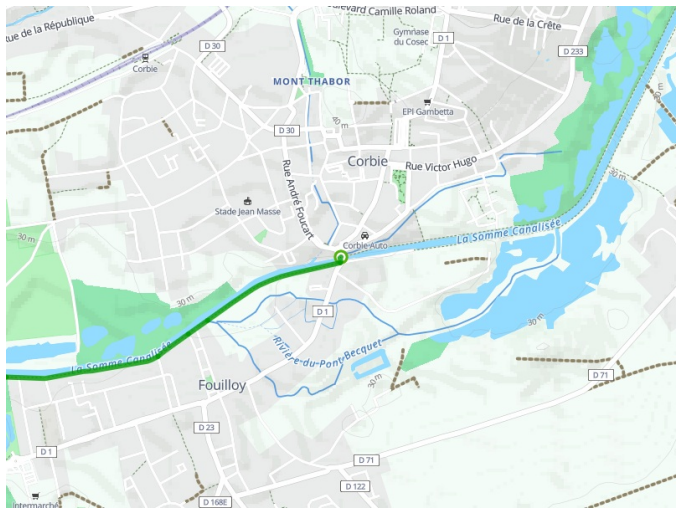 Boulevard Camille Roland
Rue de la Crête
Rue de la République
Gymnase
du Cosec
D 1
D 30
D 233
Corbie
MONT THABOR
EPI Gambetta
D 30
40 m
Corbie
Rue Victor Hugo
30 m
Rue André Foucart
Stade Jean Masse
Corbie Auto
La Somme Canalisée
30 m
30 m
D 1
30 m
Rivière du Pont Becquet
La Somme Canalisée
30 m
Fouilloy
D 71
D 23
D 1
D 71
D 122
Intermarché
D 168E